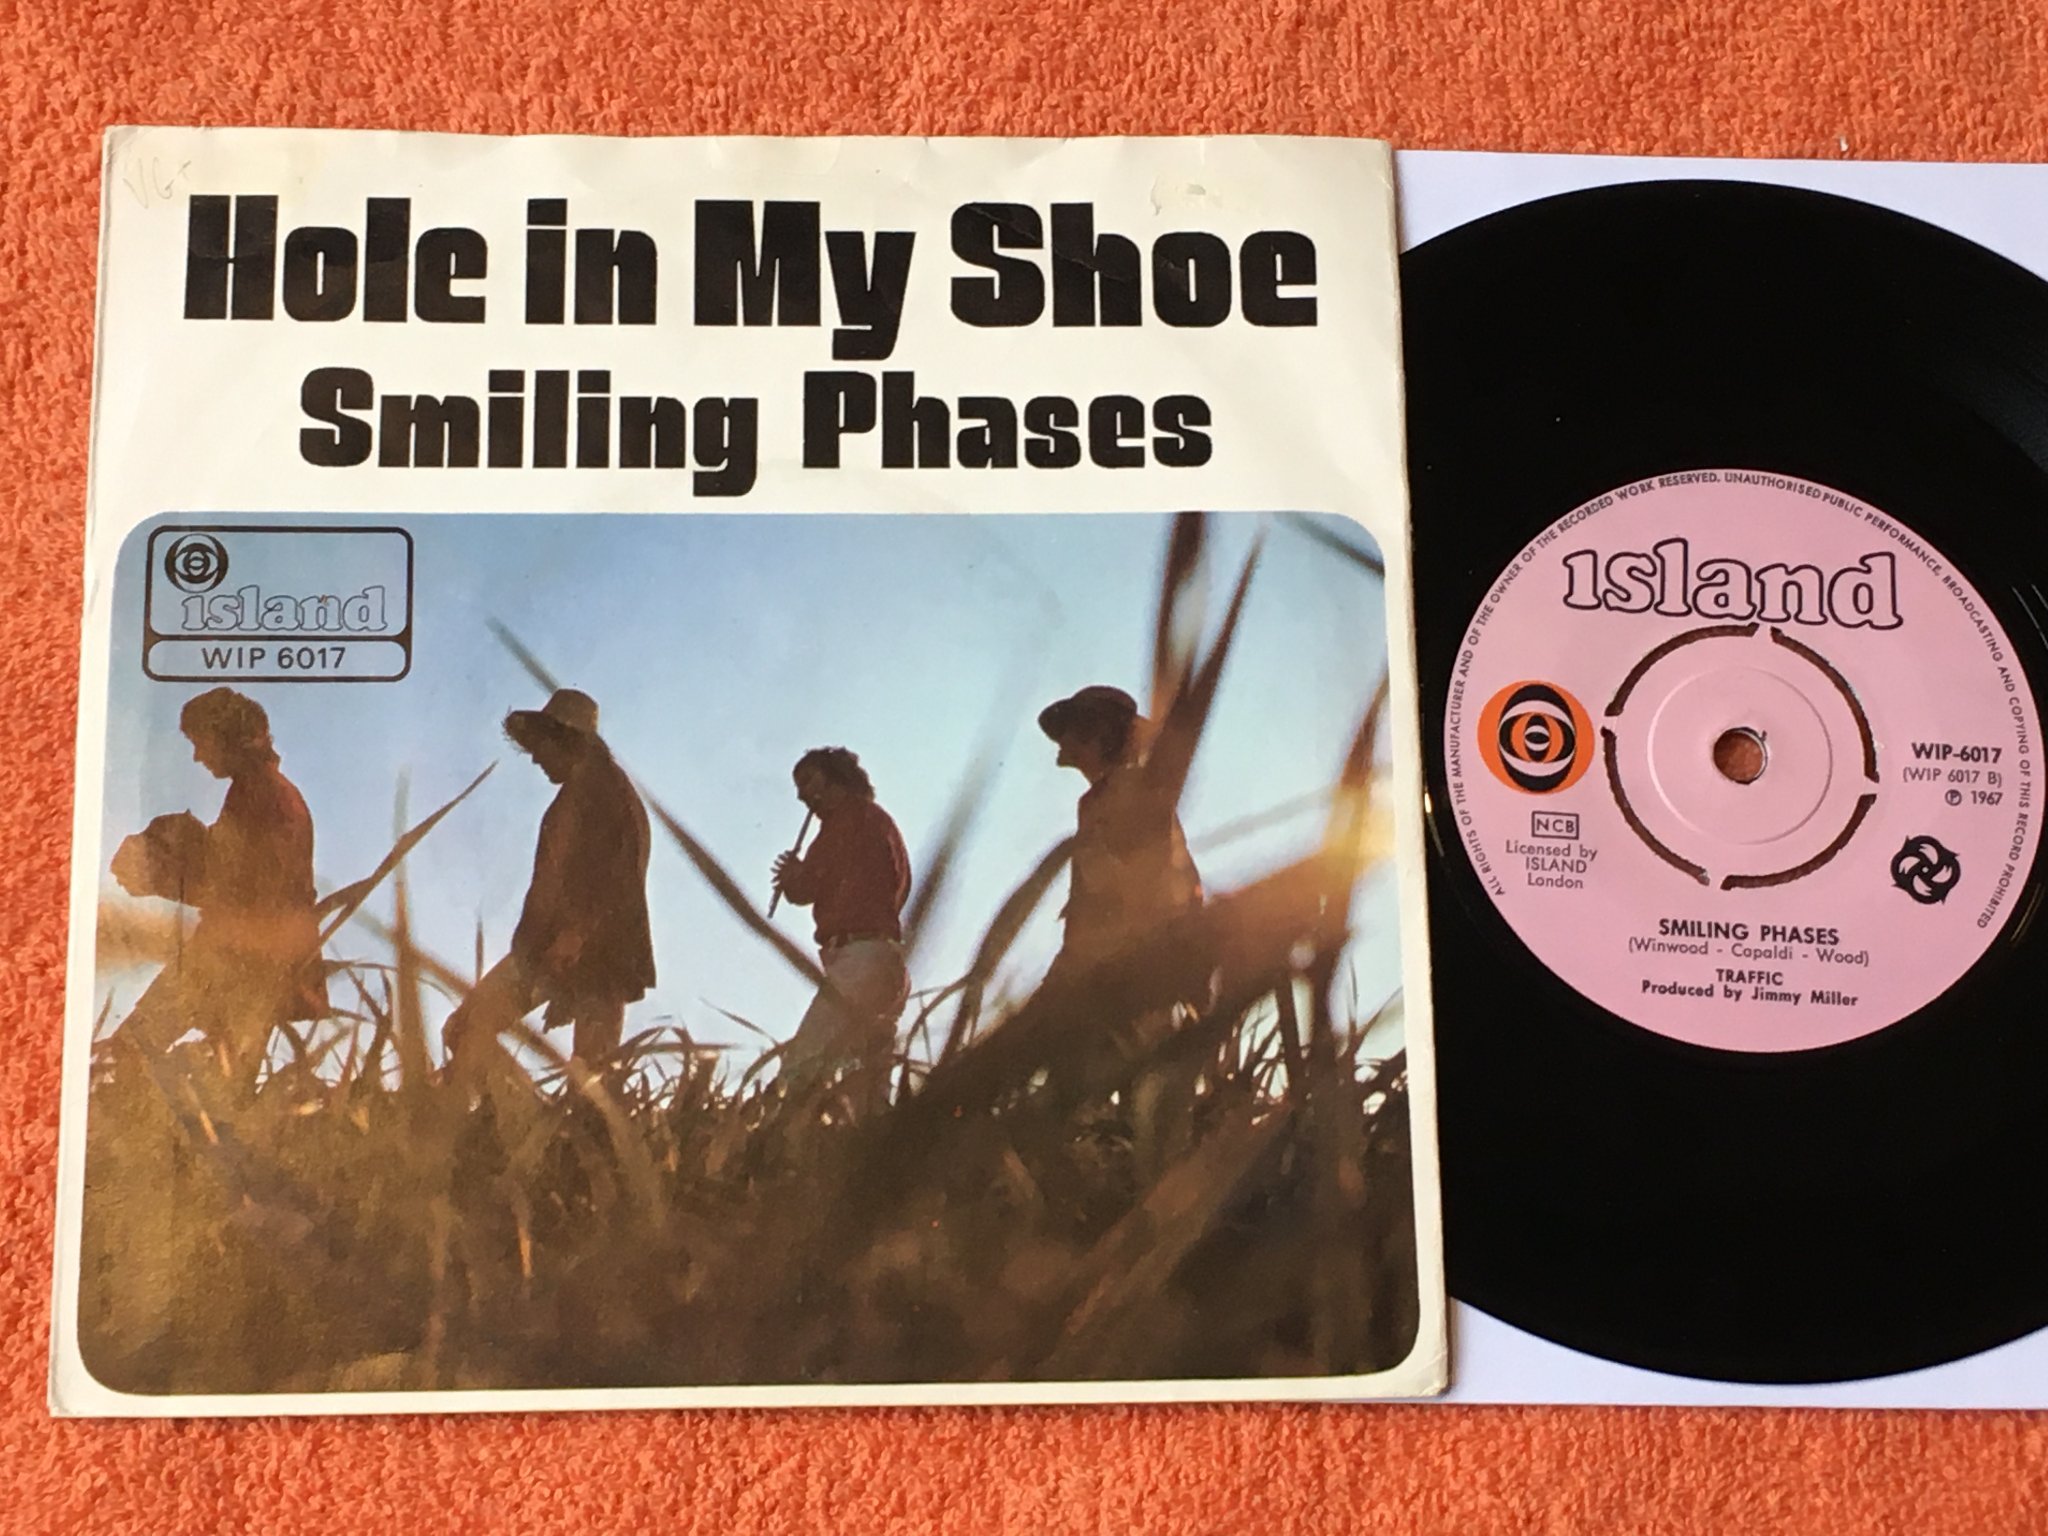 VG
Hole in My Shoe
Smiling Phases
island
WIP 6017
ALL RIGHTS OF THE MANUFACTURER AND OF THE OWNER OF THE RECORDED WORK RESERVED. UNAUTHORISED PUBLIC PERFORMANCE, BROADCASTING AND COPYING OF THIS RECORD PROHIBITED
island
WIP-6017
(WIP 6017 B)
℗ 1967
NCB
Licensed by
ISLAND
London
SMILING PHASES
(Winwood - Capaldi - Wood)
TRAFFIC
Produced by Jimmy Miller